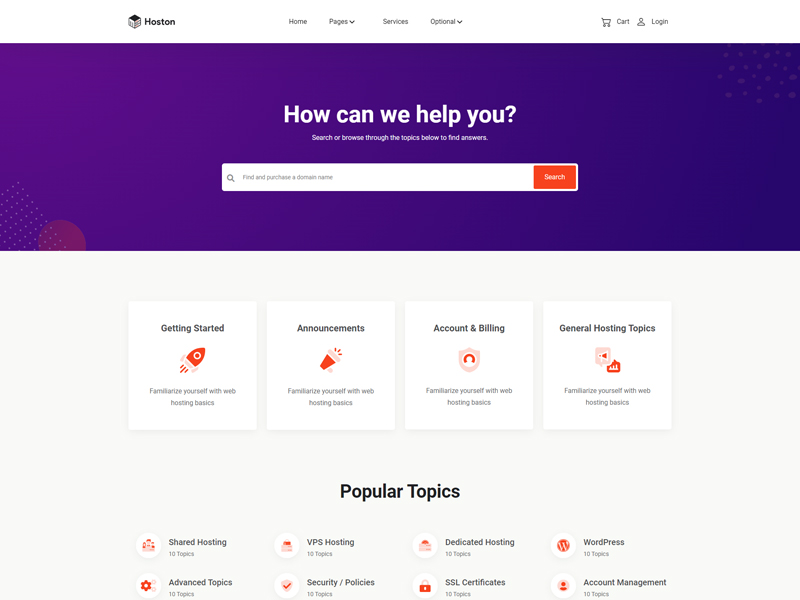 Hoston
Home
Pages
Services
Optional
Cart
Login
How can we help you?
Search or browse through the topics below to find answers.
Find and purchase a domain name
Search
Getting Started
Familiarize yourself with web
hosting basics
Announcements
Familiarize yourself with web
hosting basics
Account & Billing
Familiarize yourself with web
hosting basics
General Hosting Topics
Familiarize yourself with web
hosting basics
Popular Topics
Shared Hosting
10 Topics
VPS Hosting
10 Topics
Dedicated Hosting
10 Topics
WordPress
10 Topics
Advanced Topics
10 Topics
Security / Policies
10 Topics
SSL Certificates
10 Topics
Account Management
10 Topics